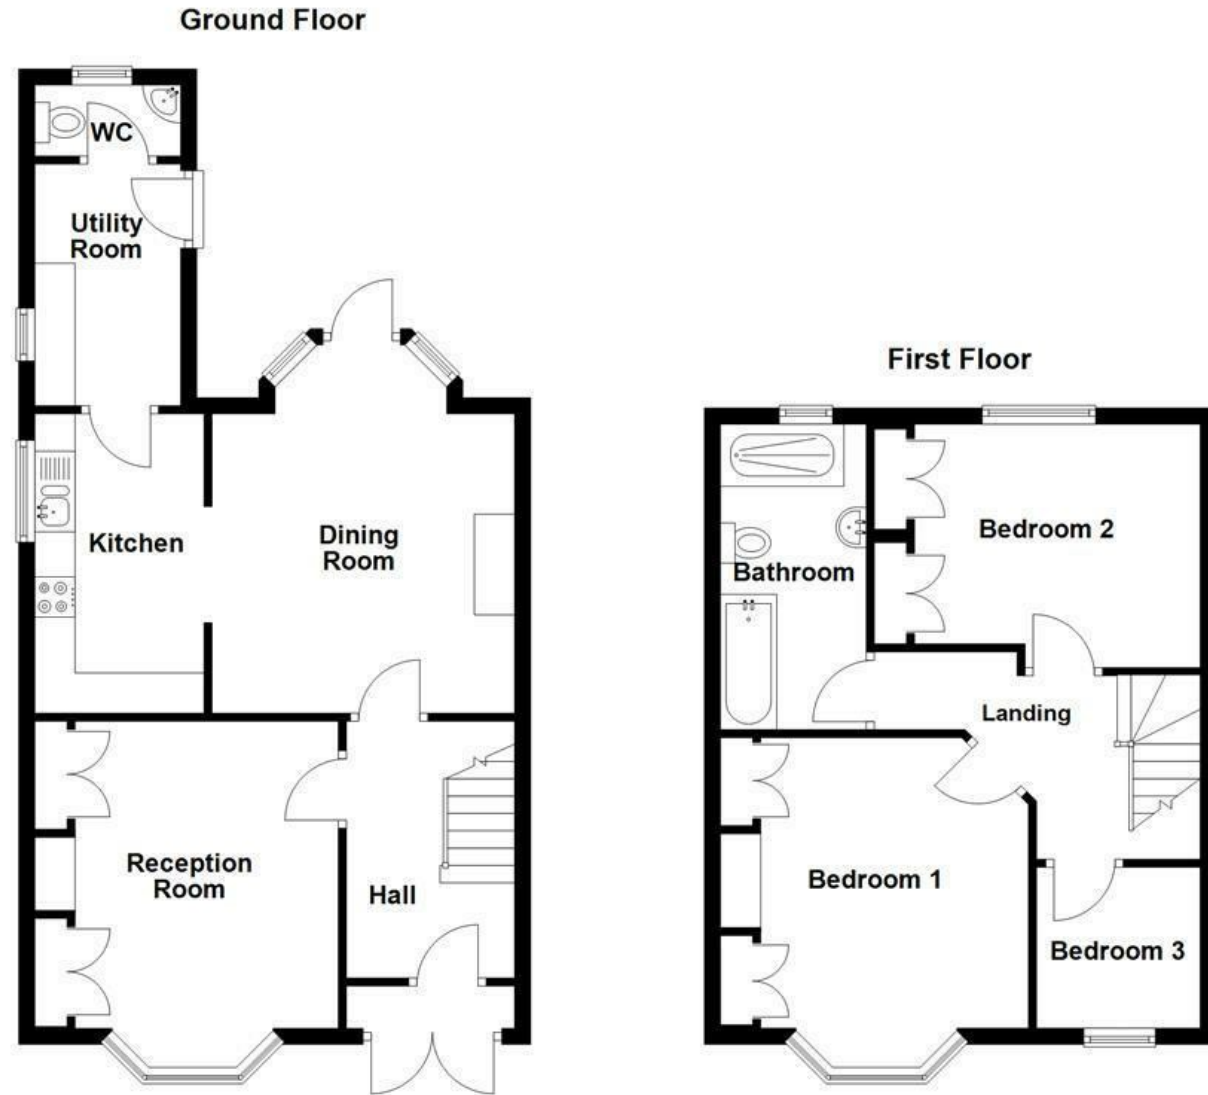 Ground Floor
WC
Utility
Room
Kitchen
Dining
Room
Reception
Room
Hall
First Floor
Bedroom 2
Bathroom
Landing
Bedroom 1
Bedroom 3